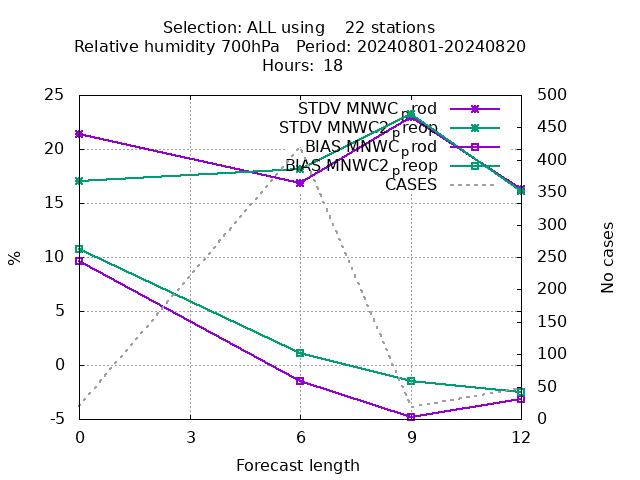 Selection: ALL using    22 stations
Relative humidity 700hPa   Period: 20240801-20240820
Hours: 18
STDV MNWC_prod
STDV MNWC2_preop
BIAS MNWC_prod
BIAS MNWC2_preop
CASES
25
20
15
10
5
0
-5
%
500
450
400
350
300
250
200
150
100
50
0
No cases
0 3 6 9 12
Forecast length